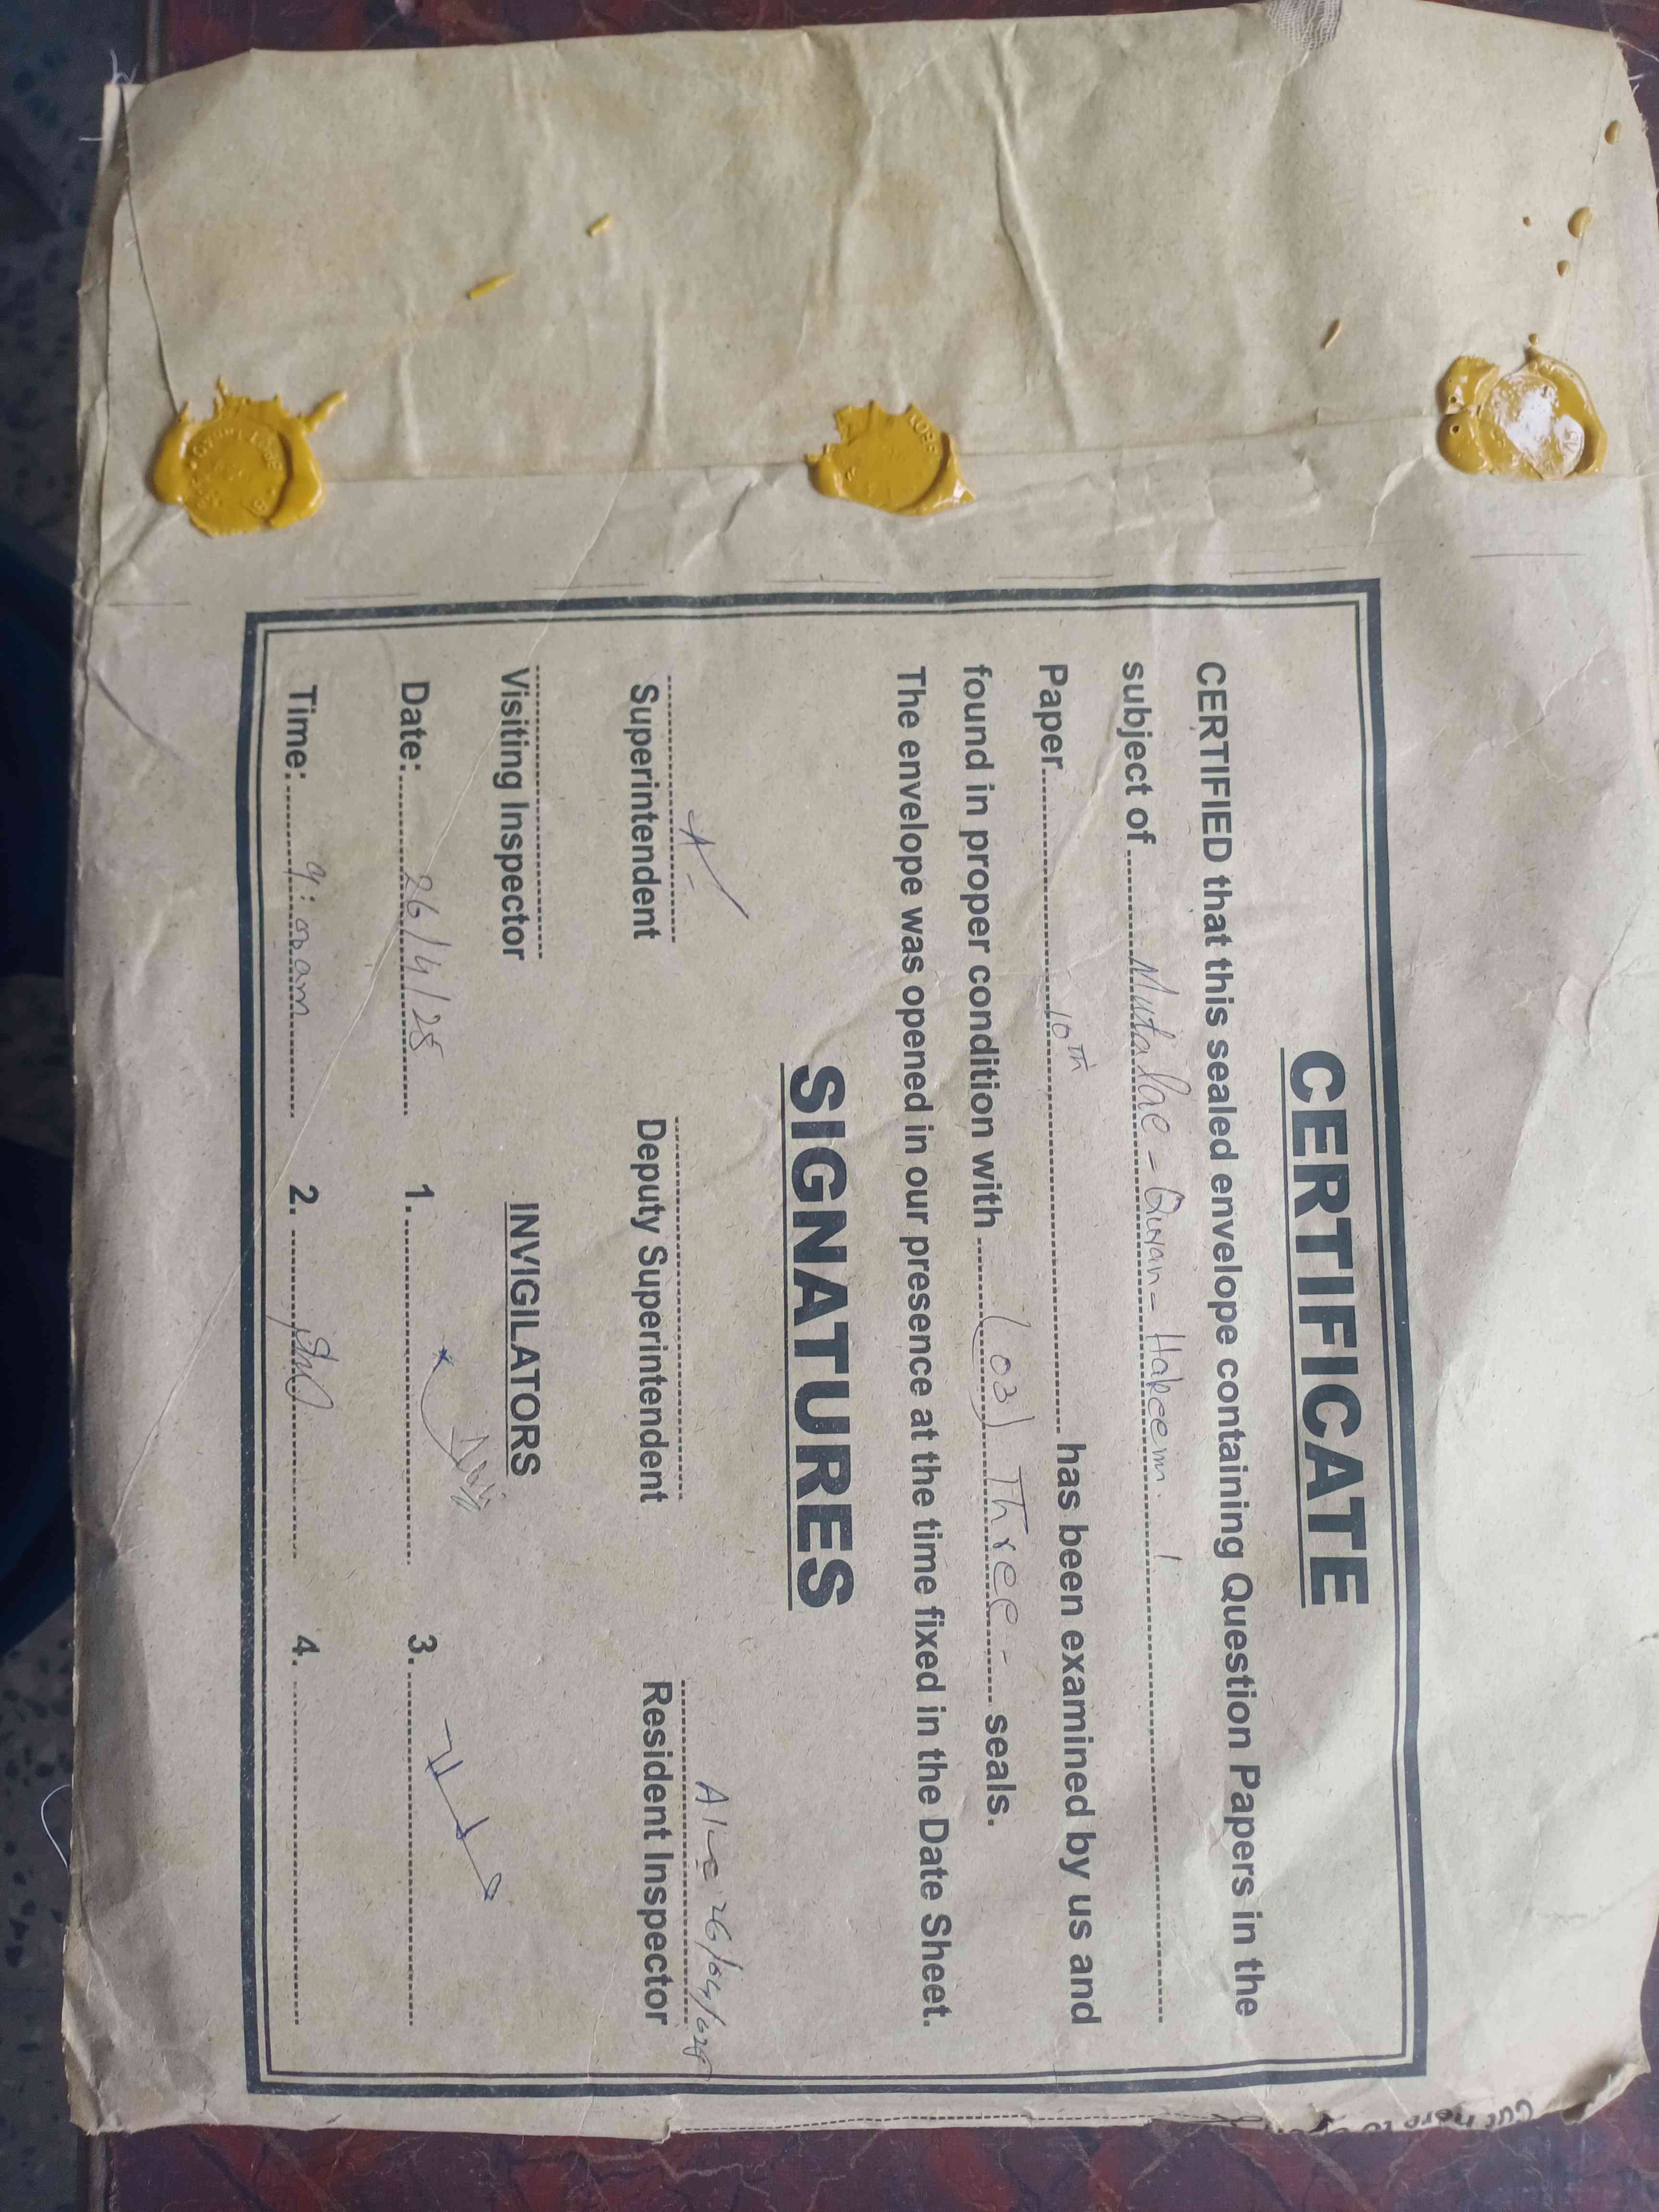 CERTIFICATE
CERTIFIED that this sealed envelope containing Question Papers in the
subject of Mutalae - Quran - Hakeem
Paper 10th has been examined by us and
found in proper condition with (03) Three - seals.
The envelope was opened in our presence at the time fixed in the Date Sheet.
SIGNATURES
26/04/
Superintendent Deputy Superintendent Resident Inspector
Visiting Inspector INVIGILATORS
Date: 26/4/25 1. 3.
Time: 9:00 am 2. 4.
Cut here to